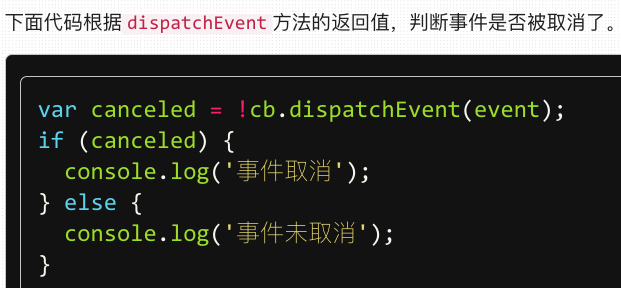 下面代码根据 dispatchEvent 方法的返回值，判断事件是否被取消了。
var canceled = !cb.dispatchEvent(event);
if (canceled) {
  console.log('事件取消');
} else {
  console.log('事件未取消');
}